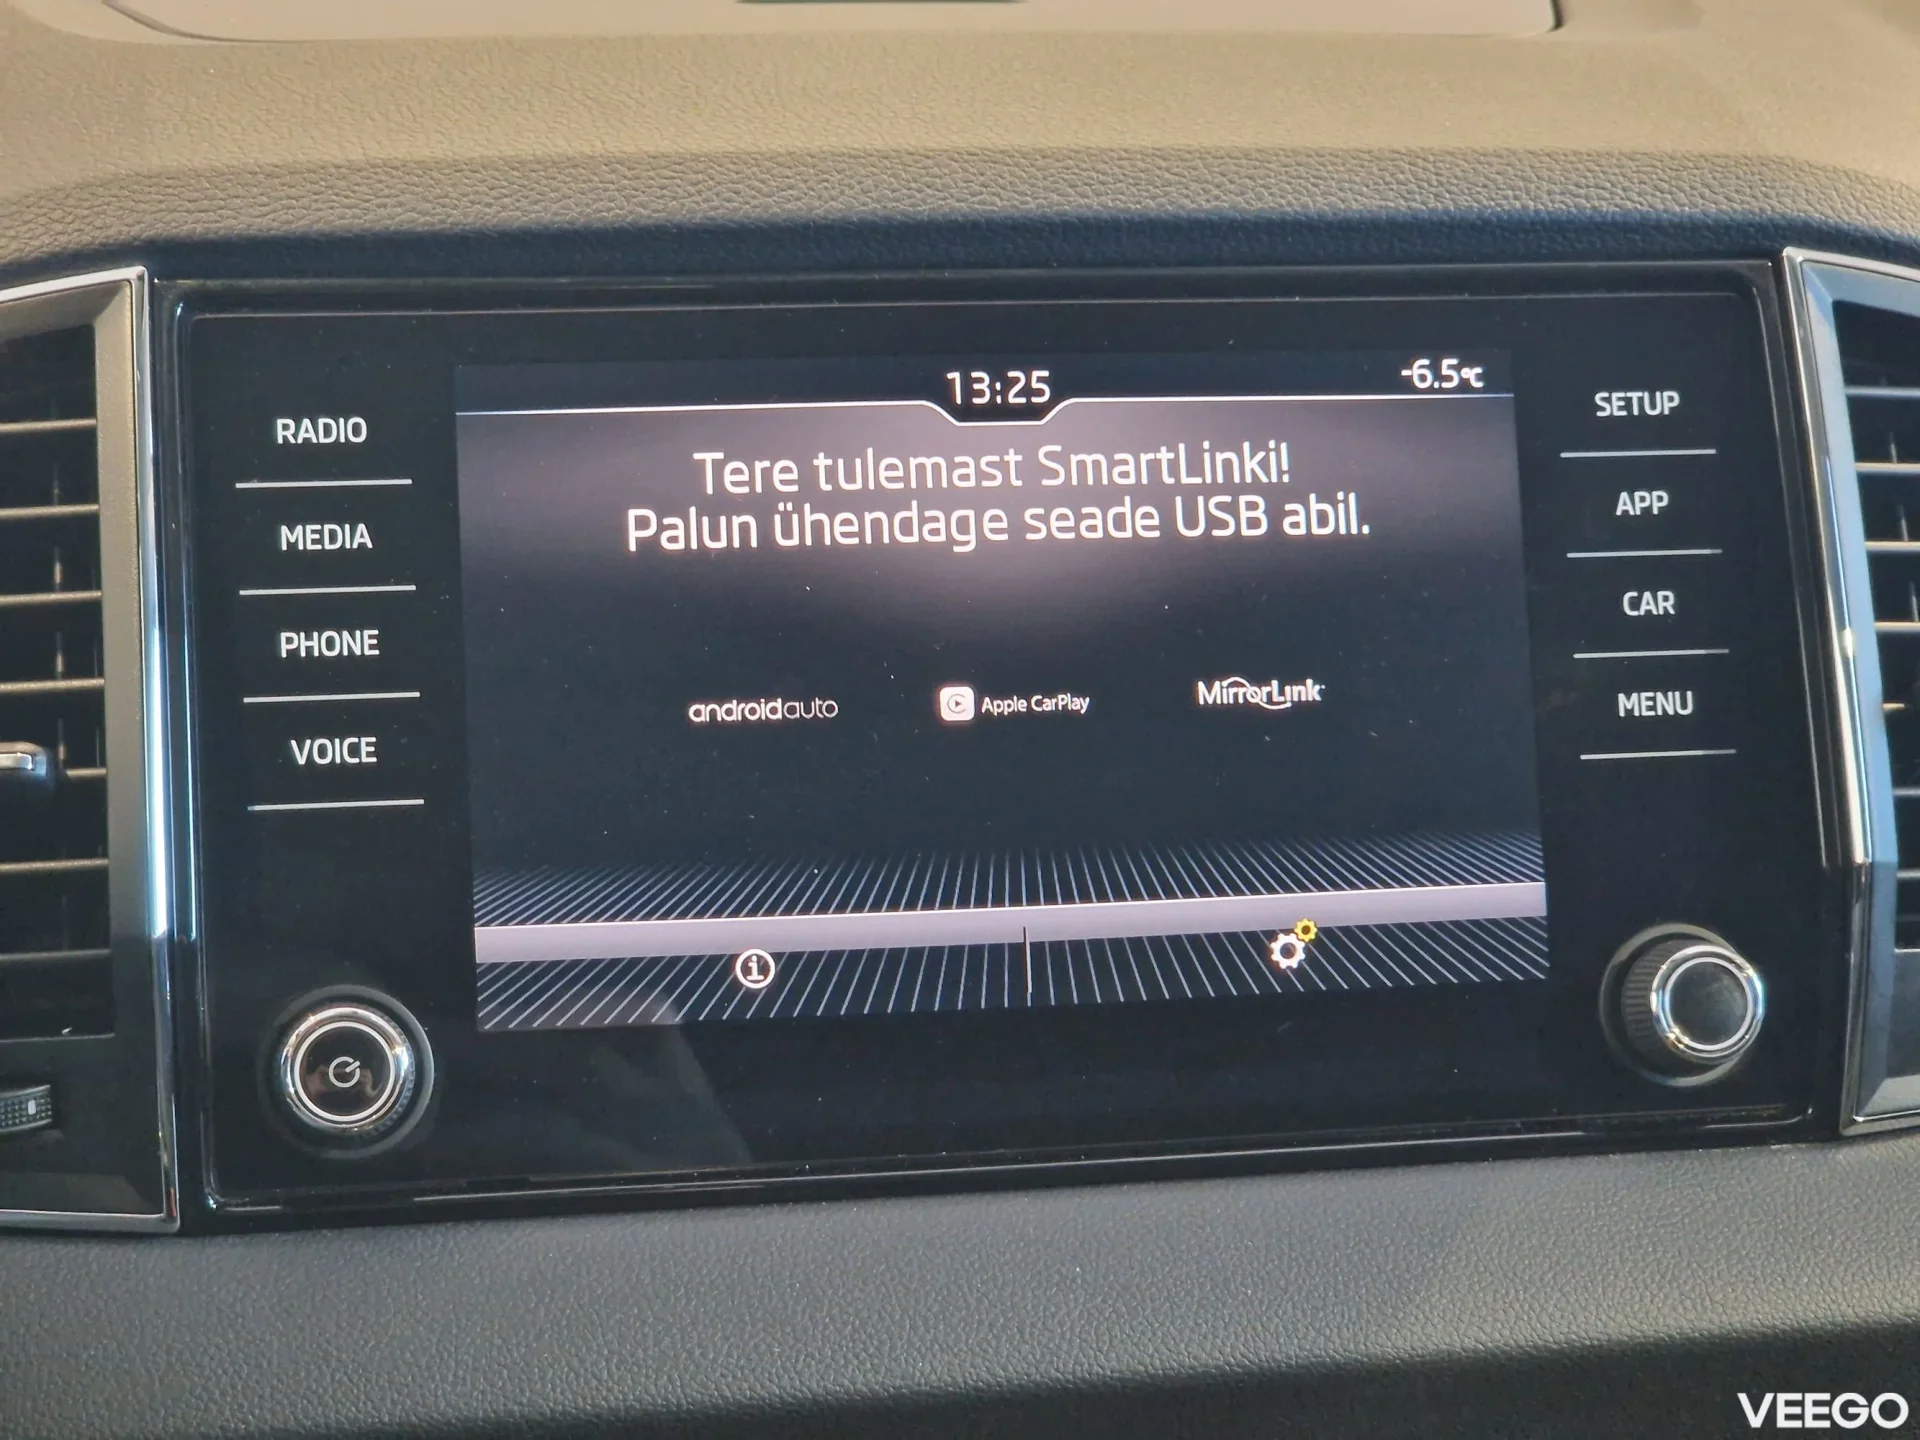 13:25
-6.5°C
RADIO
MEDIA
PHONE
VOICE
Tere tulemast SmartLinki!
Palun ühendage seade USB abil.
androidauto
Apple CarPlay
MirrorLink
SETUP
APP
CAR
MENU
VEEGO